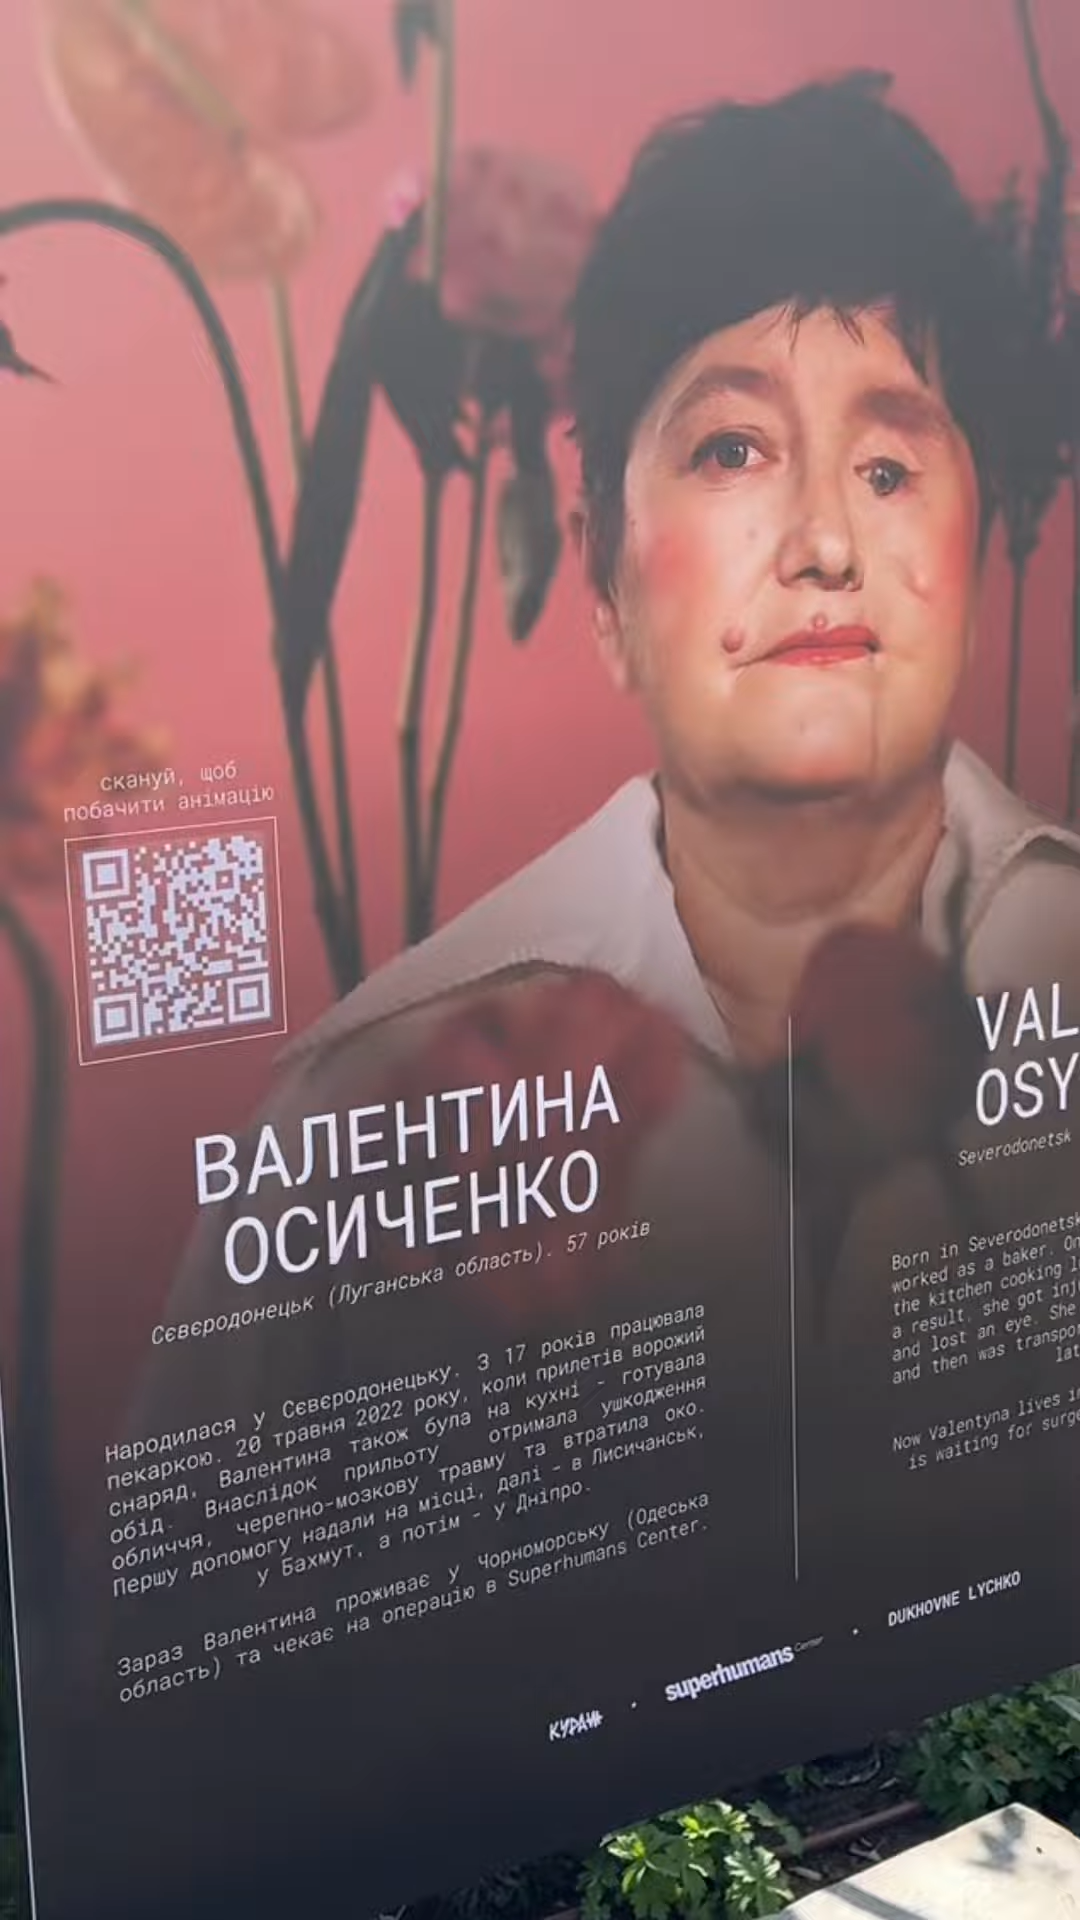 скануй, щоб
побачити анімацію
ВАЛЕНТИНА
ОСИЧЕНКО
Сєвєродонецьк (Луганська область). 57 років
Народилася у Сєвєродонецьку. З 17 років працювала
пекаркою. 20 травня 2022 року, коли прилетів ворожий
снаряд, Валентина також була на кухні - готувала
обід. Внаслідок прильоту отримала ушкодження
обличчя, черепно-мозкову травму та втратила око.
Першу допомогу надали на місці, далі - в Лисичанськ,
у Бахмут, а потім - у Дніпро.
Зараз Валентина проживає у Чорноморську (Одеська
область) та чекає на операцію в Superhumans Center.
VAL
OSY
Severodonetsk
Born in Severodonetsk
worked as a baker. On
the kitchen cooking l
a result, she got inj
and lost an eye. She
and then was transpor
lat
Now Valentyna lives i
is waiting for surge
КУРАЖ · superhumans Center · DUKHOVNE LYCHKO